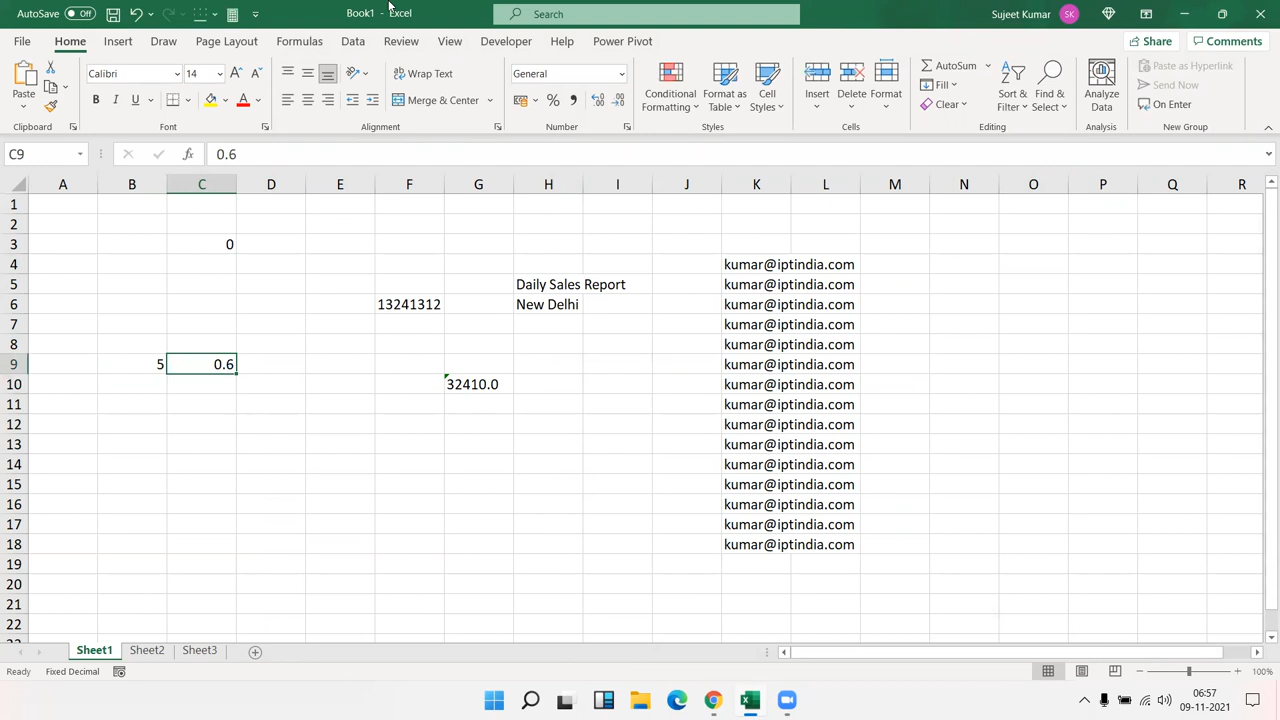 AutoSave Off Book1 - Excel Search Sujeet Kumar SK
File Home Insert Draw Page Layout Formulas Data Review View Developer Help Power Pivot Share Comments
Paste Calibri 14 A A Wrap Text General Conditional Formatting Format as Table Cell Styles Insert Delete Format AutoSum Fill Clear Sort & Filter Find & Select Analyze Data Paste as Hyperlink Send Now On Enter
B I U A Merge & Center % ,
Clipboard Font Alignment Number Styles Cells Editing Analysis New Group
C9 fx 0.6
A B C D E F G H I J K L M N O P Q R
1
2
3 0
4 kumar@iptindia.com
5 Daily Sales Report kumar@iptindia.com
6 13241312 New Delhi kumar@iptindia.com
7 kumar@iptindia.com
8 kumar@iptindia.com
9 5 0.6 kumar@iptindia.com
10 32410.0 kumar@iptindia.com
11 kumar@iptindia.com
12 kumar@iptindia.com
13 kumar@iptindia.com
14 kumar@iptindia.com
15 kumar@iptindia.com
16 kumar@iptindia.com
17 kumar@iptindia.com
18 kumar@iptindia.com
19
20
21
22
Sheet1 Sheet2 Sheet3
Ready Fixed Decimal 100%
06:57
09-11-2021